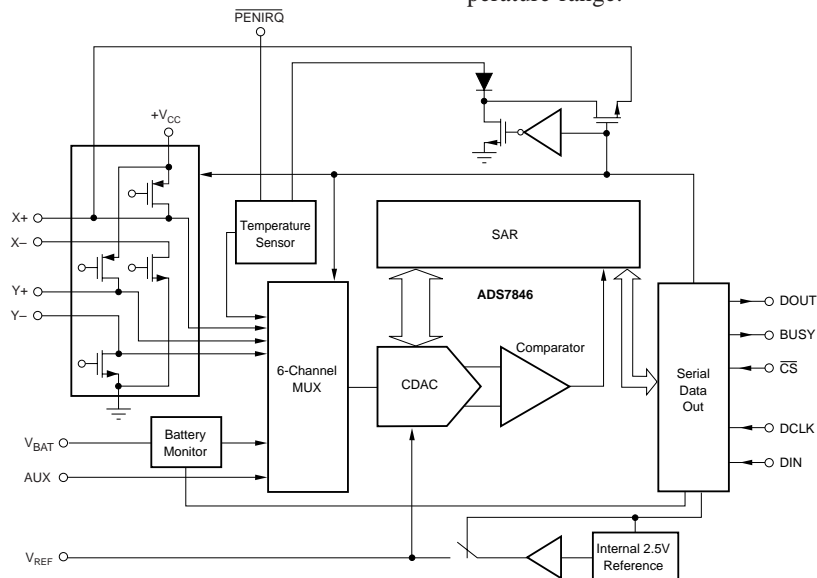 perature range.
PENIRQ
+VCC
X+
X–
Y+
Y–
Temperature
Sensor
SAR
ADS7846
6-Channel
MUX
CDAC
Comparator
Serial
Data
Out
DOUT
BUSY
CS
DCLK
DIN
VBAT
Battery
Monitor
AUX
VREF
Internal 2.5V
Reference